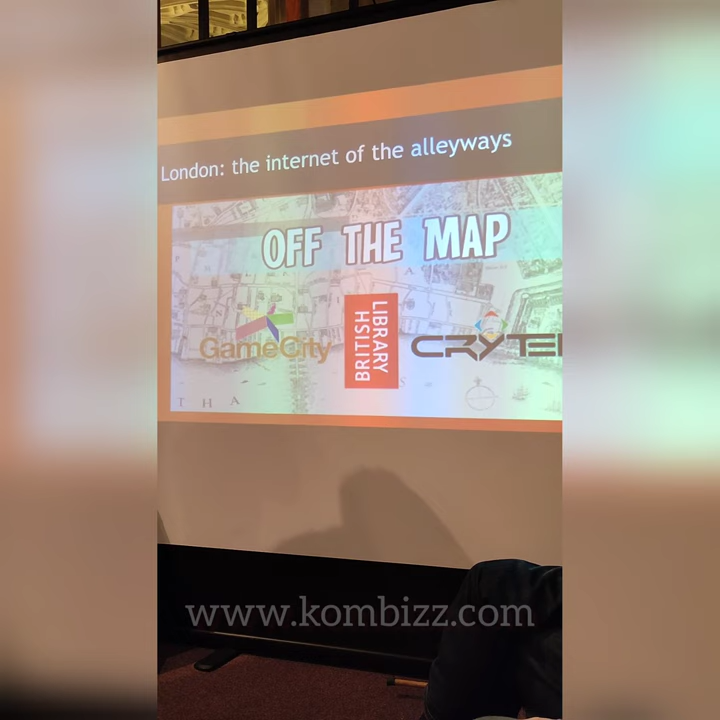 London: the internet of the alleyways
OFF THE MAP
GameCity
BRITISH
LIBRARY
CRYTE
T H A
www.kombizz.com